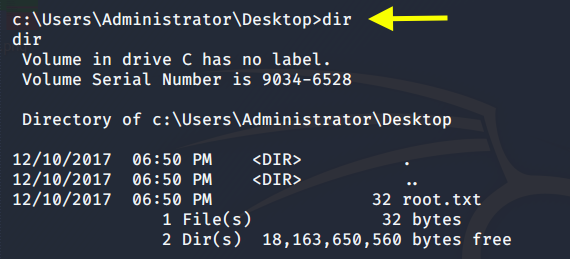 c:\Users\Administrator\Desktop>dir
dir
 Volume in drive C has no label.
 Volume Serial Number is 9034-6528

 Directory of c:\Users\Administrator\Desktop

12/10/2017  06:50 PM    <DIR>          .
12/10/2017  06:50 PM    <DIR>          ..
12/10/2017  06:50 PM                32 root.txt
               1 File(s)             32 bytes
               2 Dir(s)  18,163,650,560 bytes free